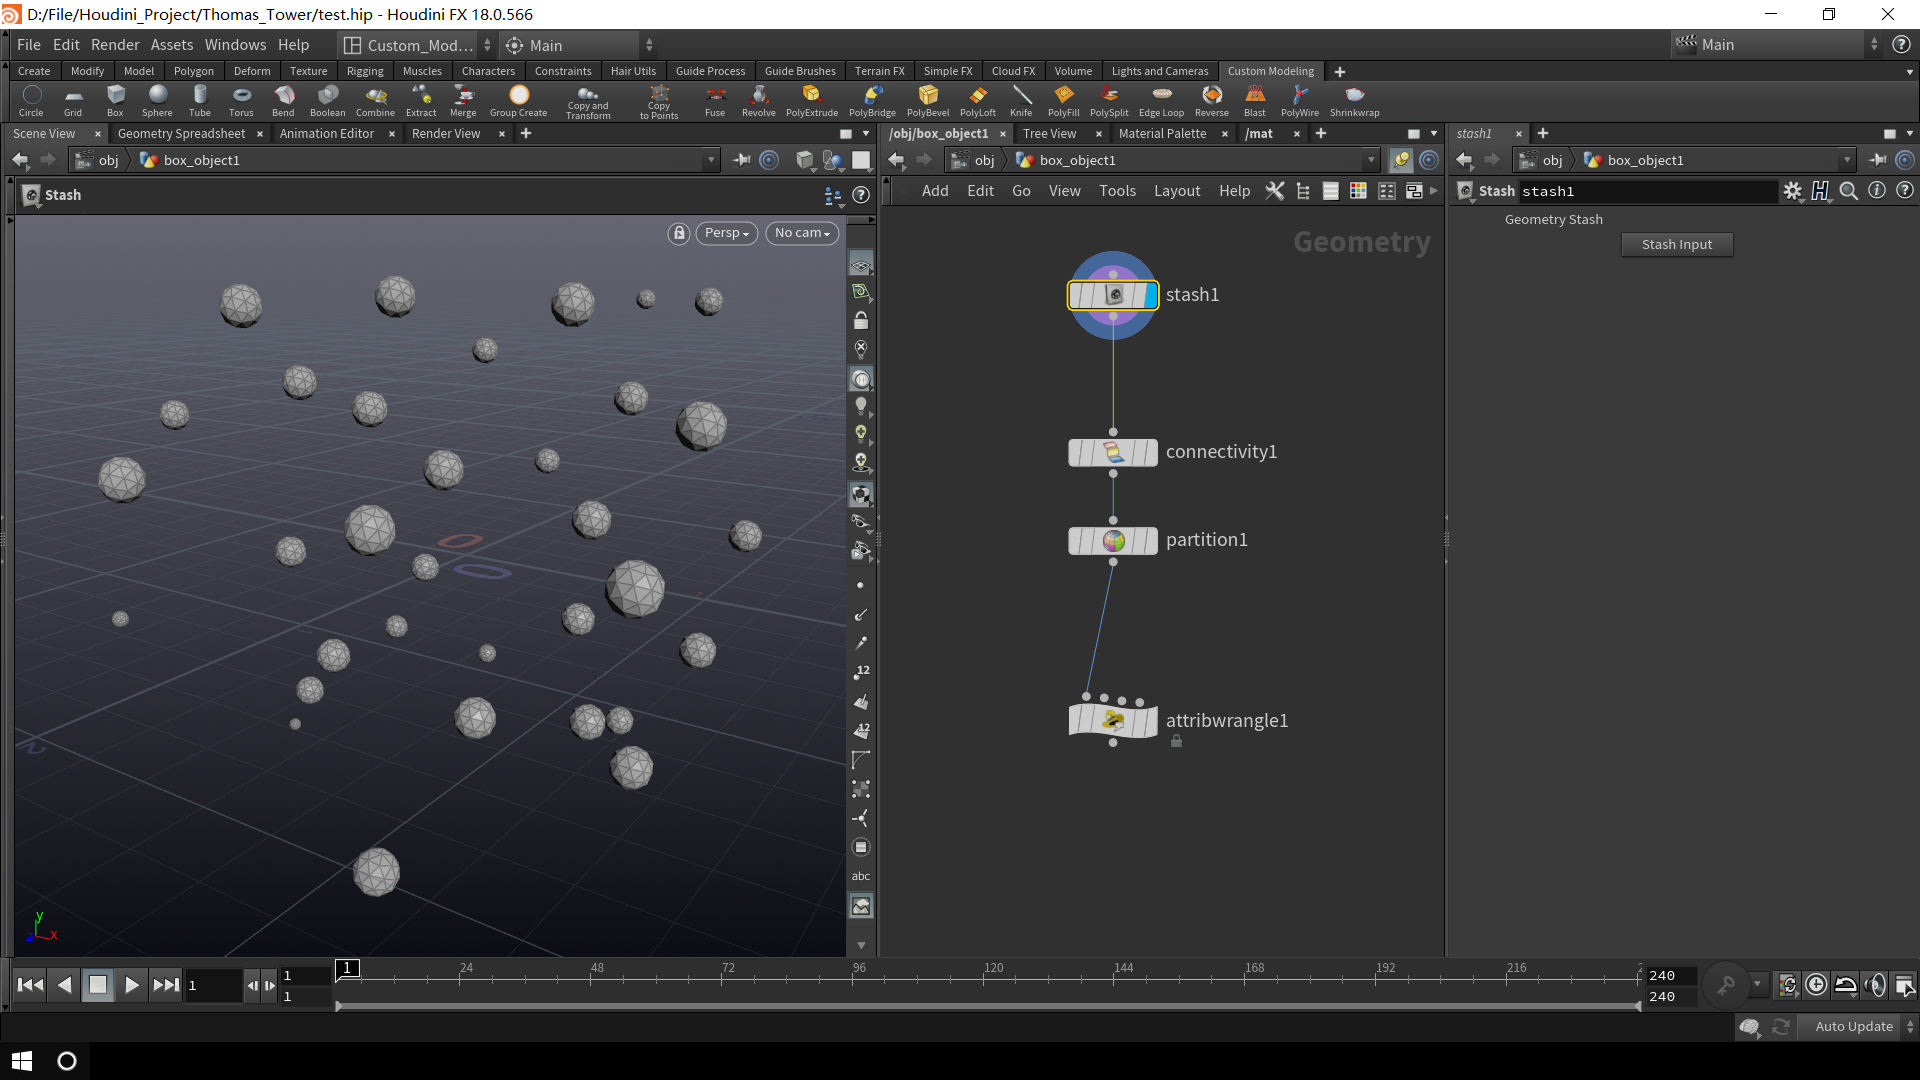 D:/File/Houdini_Project/Thomas_Tower/test.hip - Houdini FX 18.0.566
File Edit Render Assets Windows Help Custom_Mod... Main Main
Create Modify Model Polygon Deform Texture Rigging Muscles Characters Constraints Hair Utils Guide Process Guide Brushes Terrain FX Simple FX Cloud FX Volume Lights and Cameras Custom Modeling
Circle Grid Box Sphere Tube Torus Bend Boolean Combine Extract Merge Group Create Copy and Transform Copy to Points Fuse Revolve PolyExtrude PolyBridge PolyBevel PolyLoft Knife PolyFill PolySplit Edge Loop Reverse Blast PolyWire Shrinkwrap
Scene View Geometry Spreadsheet Animation Editor Render View /obj/box_object1 Tree View Material Palette /mat stash1
obj box_object1 obj box_object1 obj box_object1
Stash Add Edit Go View Tools Layout Help Stash stash1
Geometry Stash
Stash Input
Persp No cam
Geometry
stash1
connectivity1
partition1
attribwrangle1
12
12
abc
y
x
z
1 1 1 24 48 72 96 120 144 168 192 216 240
1 240
Auto Update